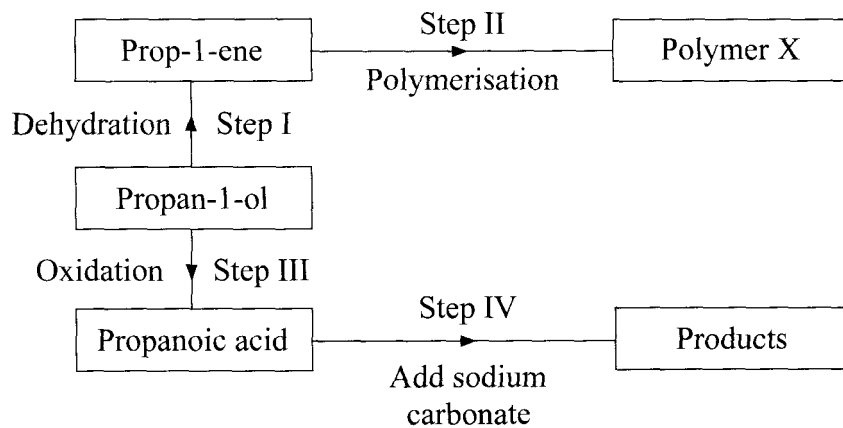 Prop-1-ene
Step II
Polymerisation
Polymer X
Dehydration
Step I
Propan-1-ol
Oxidation
Step III
Propanoic acid
Step IV
Add sodium
carbonate
Products